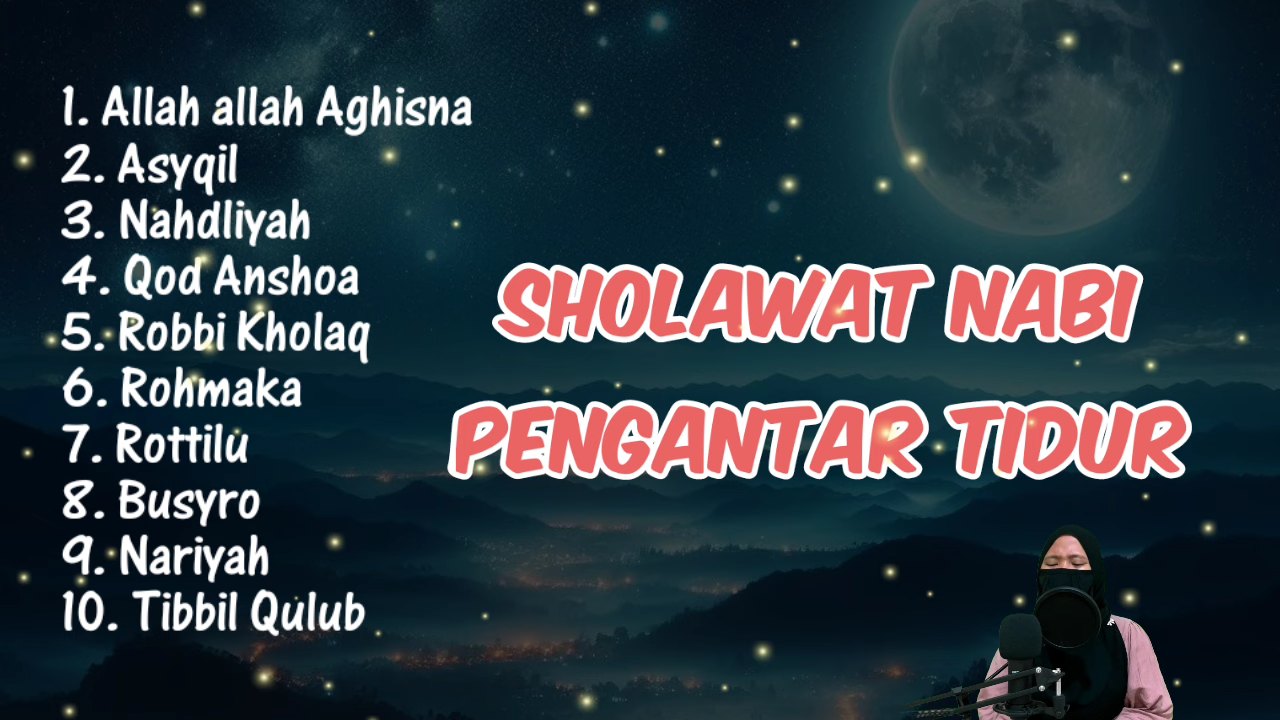 1. Allah allah Aghisna
2. Asyqil
3. Nahdliyah
4. Qod Anshoa
5. Robbi Kholaq
6. Rohmaka
7. Rottilu
8. Busyro
9. Nariyah
10. Tibbil Qulub
SHOLAWAT NABI
PENGANTAR TIDUR